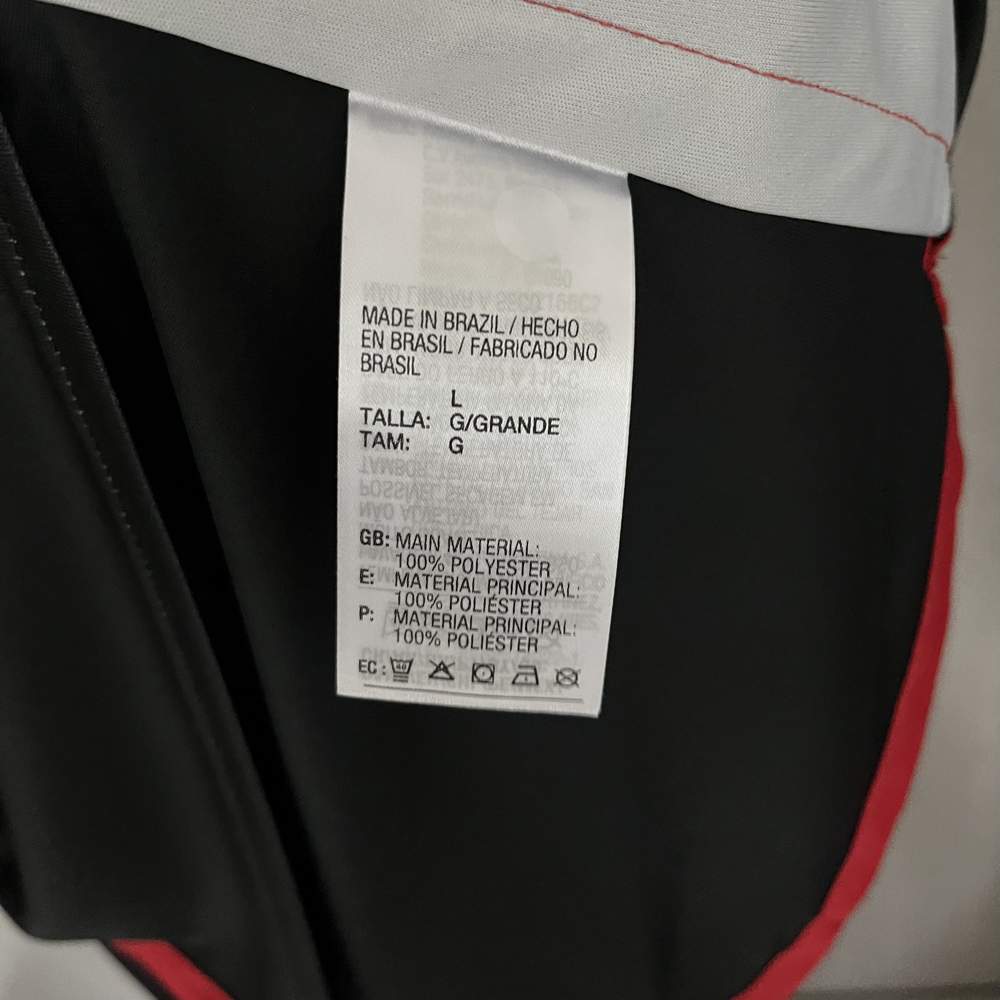 MADE IN BRAZIL / HECHO
EN BRASIL / FABRICADO NO
BRASIL
L
TALLA: G/GRANDE
TAM: G
GB: MAIN MATERIAL:
100% POLYESTER
E: MATERIAL PRINCIPAL:
100% POLIÉSTER
P: MATERIAL PRINCIPAL:
100% POLIÉSTER
EC :